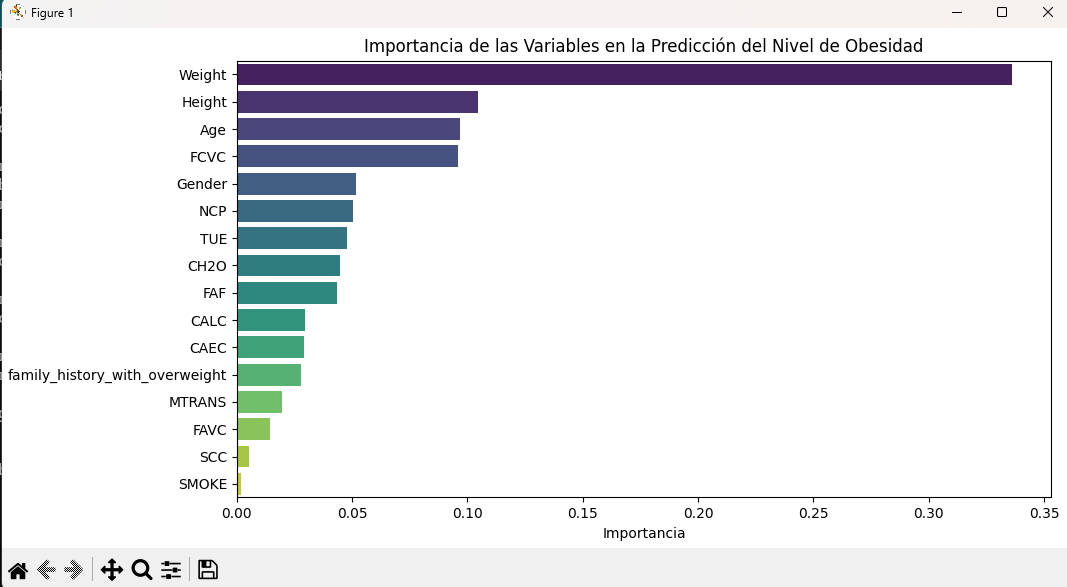 Figure 1
Importancia de las Variables en la Predicción del Nivel de Obesidad
Weight
Height
Age
FCVC
Gender
NCP
TUE
CH2O
FAF
CALC
CAEC
family_history_with_overweight
MTRANS
FAVC
SCC
SMOKE
0.00 0.05 0.10 0.15 0.20 0.25 0.30 0.35
Importancia